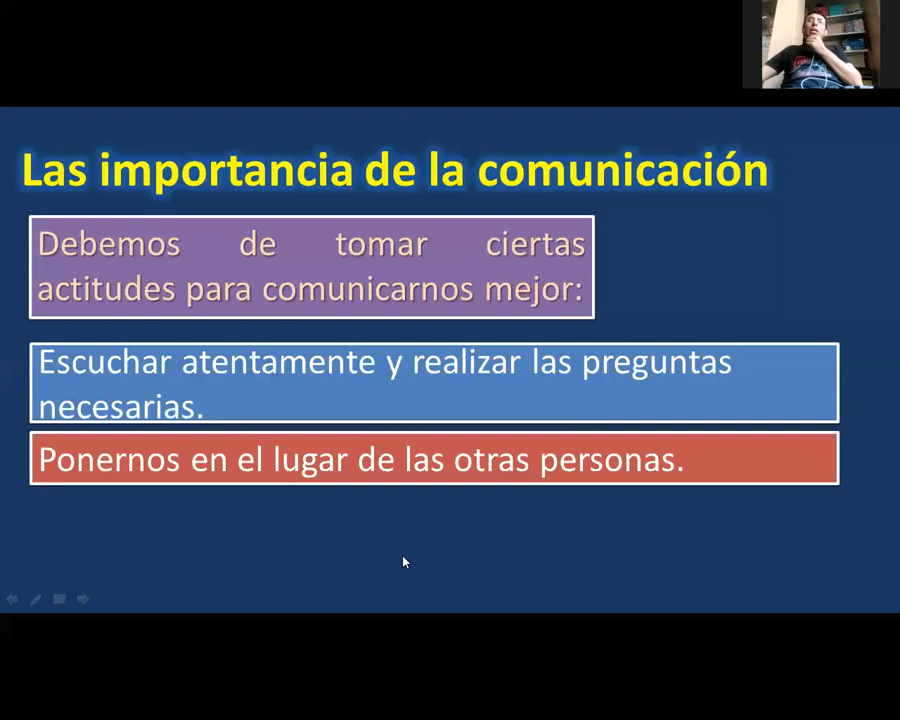 Las importancia de la comunicación
Debemos de tomar ciertas
actitudes para comunicarnos mejor:
Escuchar atentamente y realizar las preguntas
necesarias.
Ponernos en el lugar de las otras personas.